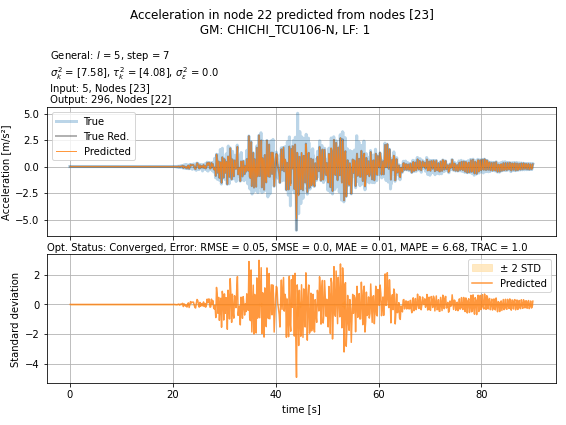 Acceleration in node 22 predicted from nodes [23]
GM: CHICHI_TCU106-N, LF: 1
General: l = 5, step = 7
σ²ₖ = [7.58], τ²ₖ = [4.08], σ²ε = 0.0
Input: 5, Nodes [23]
Output: 296, Nodes [22]
5.0
2.5
0.0
−2.5
−5.0
Acceleration [m/s²]
True
True Red.
Predicted
Opt. Status: Converged, Error: RMSE = 0.05, SMSE = 0.0, MAE = 0.01, MAPE = 6.68, TRAC = 1.0
2
0
−2
−4
Standard deviation
± 2 STD
Predicted
0 20 40 60 80
time [s]